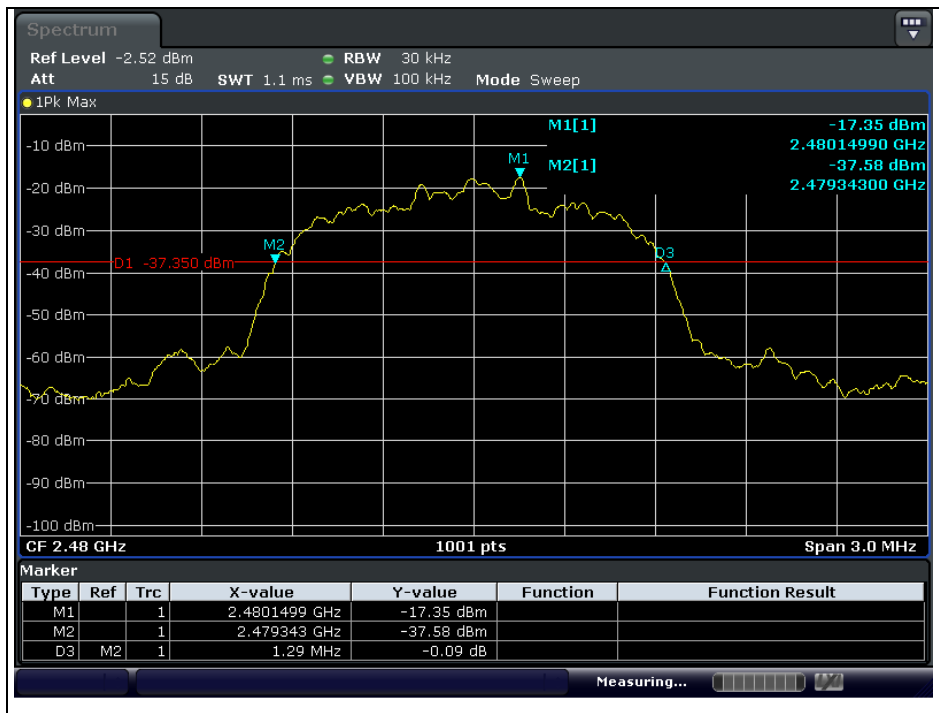 Spectrum
Ref Level -2.52 dBm RBW 30 kHz
Att 15 dB SWT 1.1 ms VBW 100 kHz Mode Sweep
1Pk Max
M1[1] -17.35 dBm
2.48014990 GHz
M2[1] -37.58 dBm
2.47934300 GHz
-10 dBm
M1
-20 dBm
-30 dBm
M2
D3
D1 -37.350 dBm
-40 dBm
-50 dBm
-60 dBm
-70 dBm
-80 dBm
-90 dBm
-100 dBm
CF 2.48 GHz 1001 pts Span 3.0 MHz
Marker
Type Ref Trc X-value Y-value Function Function Result
M1 1 2.4801499 GHz -17.35 dBm
M2 1 2.479343 GHz -37.58 dBm
D3 M2 1 1.29 MHz -0.09 dB
Measuring...